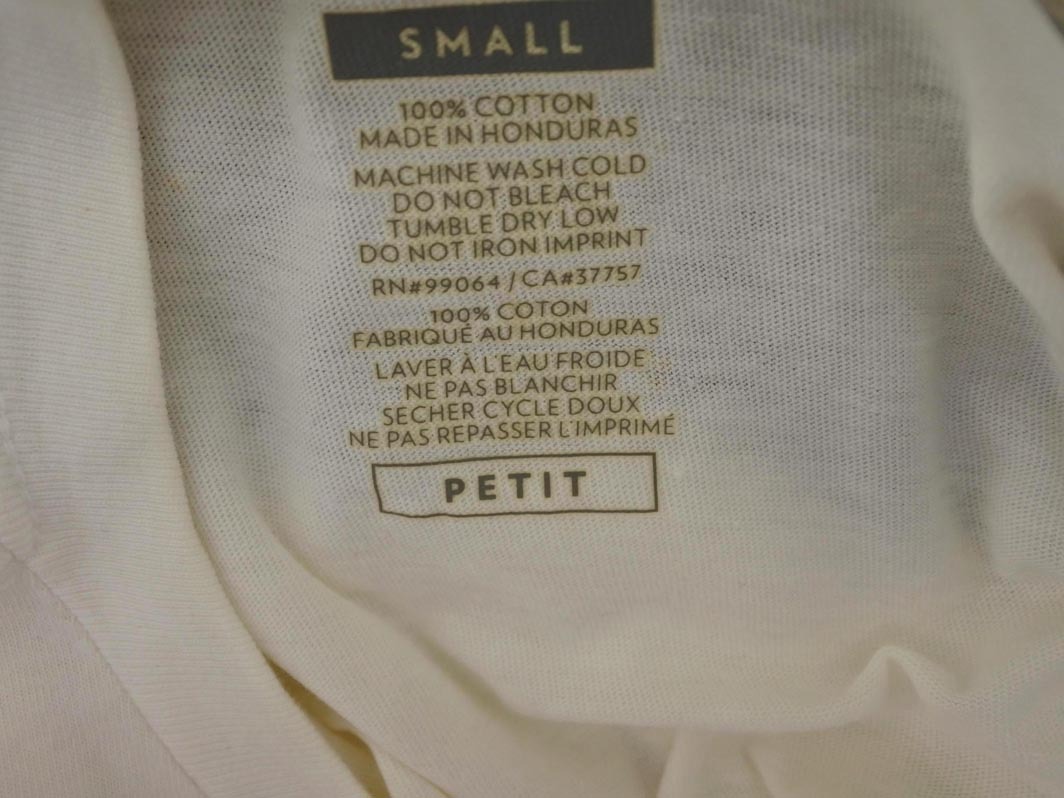 SMALL
100% COTTON
MADE IN HONDURAS
MACHINE WASH COLD
DO NOT BLEACH
TUMBLE DRY LOW
DO NOT IRON IMPRINT
RN#99064 / CA#37757
100% COTON
FABRIQUÉ AU HONDURAS
LAVER À L'EAU FROIDE
NE PAS BLANCHIR
SECHER CYCLE DOUX
NE PAS REPASSER L'IMPRIMÉ
PETIT